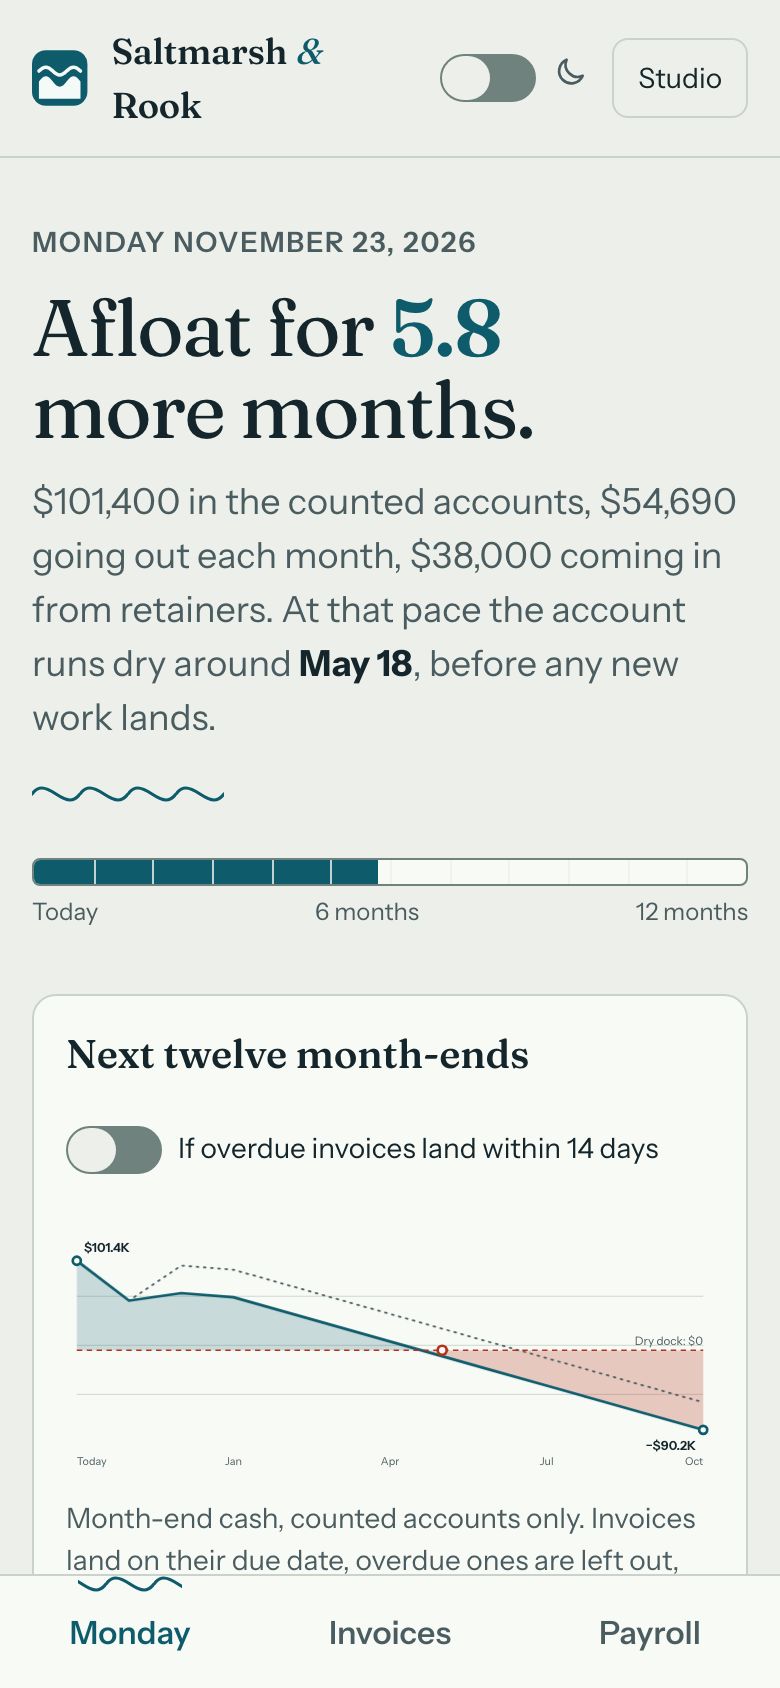 Saltmarsh &
Rook
Studio
MONDAY NOVEMBER 23, 2026
Afloat for 5.8
more months.
$101,400 in the counted accounts, $54,690
going out each month, $38,000 coming in
from retainers. At that pace the account
runs dry around May 18, before any new
work lands.
Today 6 months 12 months
Next twelve month-ends
If overdue invoices land within 14 days
$101.4K
Dry dock: $0
−$90.2K
Today Jan Apr Jul Oct
Month-end cash, counted accounts only. Invoices
land on their due date, overdue ones are left out,
Monday Invoices Payroll